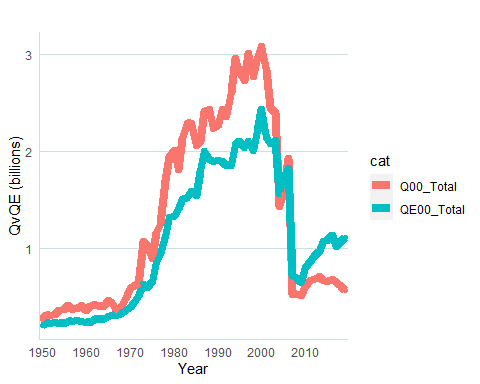 3
2
1
QvQE (billions)
1950 1960 1970 1980 1990 2000 2010
Year
cat
Q00_Total
QE00_Total